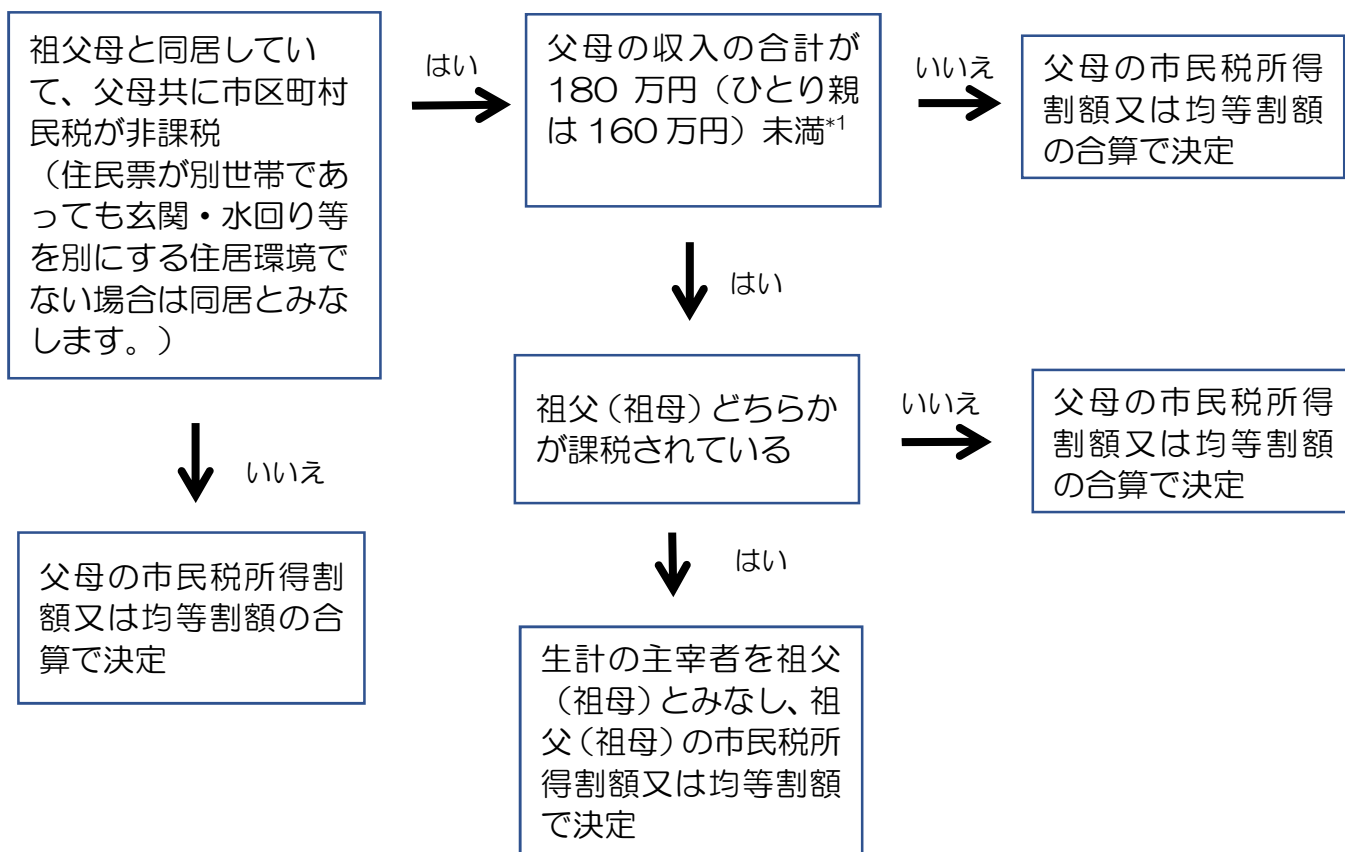 祖父母と同居してい
て、父母共に市区町村
民税が非課税
（住民票が別世帯であ
っても玄関・水回り等
を別にする住居環境で
ない場合は同居とみな
します。）
はい
父母の収入の合計が
180 万円（ひとり親
は 160 万円）未満*1
いいえ
父母の市民税所得
割額又は均等割額
の合算で決定
はい
祖父（祖母）どちらか
が課税されている
いいえ
父母の市民税所得
割額又は均等割額
の合算で決定
いいえ
父母の市民税所得割
額又は均等割額の合
算で決定
はい
生計の主宰者を祖父
（祖母）とみなし、祖
父（祖母）の市民税所
得割額又は均等割額
で決定